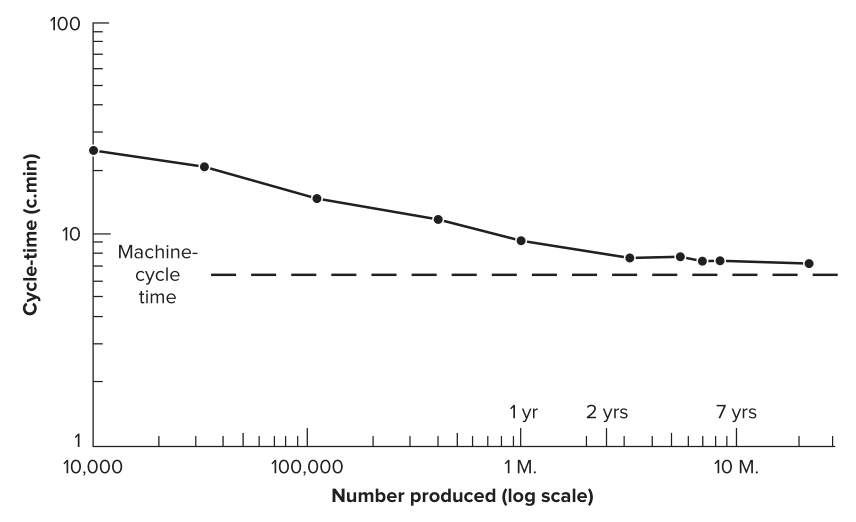 100
10
1
Cycle-time (c.min)
Machine-
cycle
time
1 yr
2 yrs
7 yrs
10,000
100,000
1 M.
10 M.
Number produced (log scale)